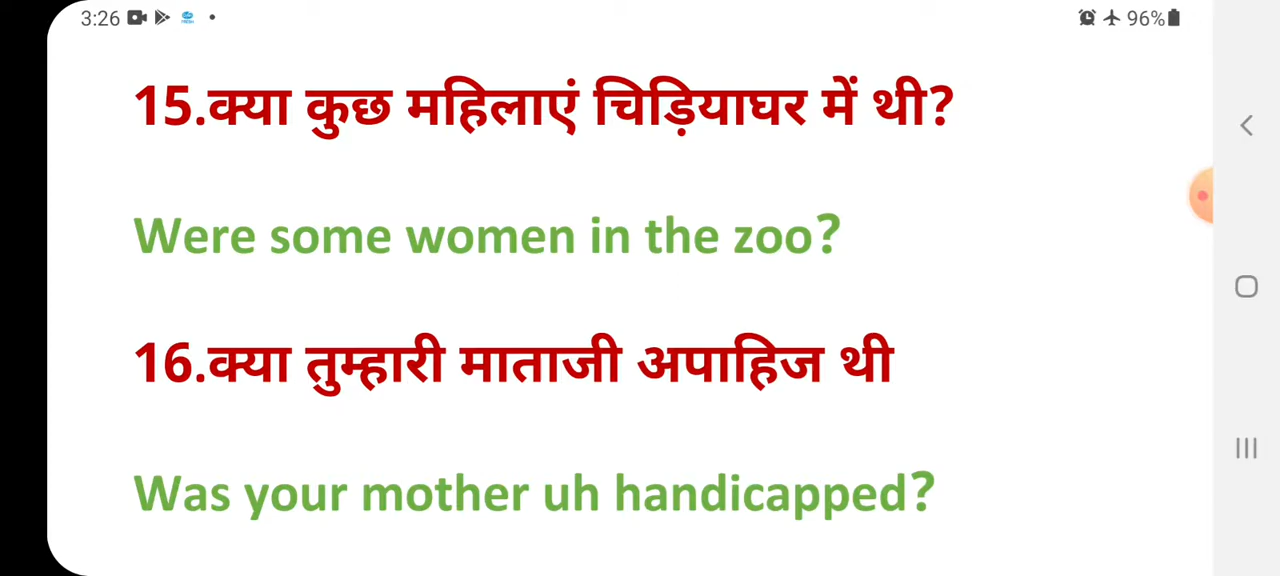 3:26 96%
15.क्या कुछ महिलाएं चिड़ियाघर में थी?
Were some women in the zoo?
16.क्या तुम्हारी माताजी अपाहिज थी
Was your mother uh handicapped?